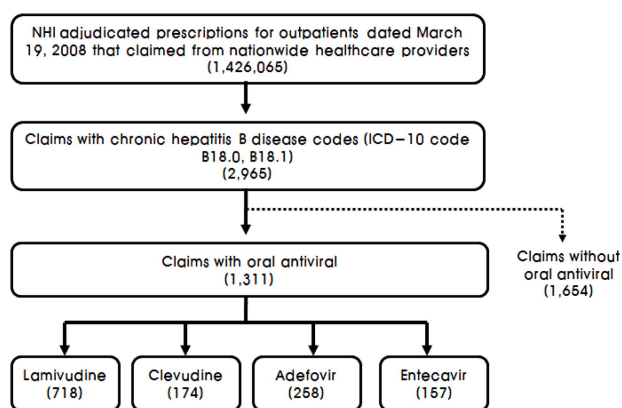 NHI adjudicated prescriptions for outpatients dated March
19, 2008 that claimed from nationwide healthcare providers
(1,426,065)
Claims with chronic hepatitis B disease codes (ICD-10 code
B18.0, B18.1)
(2,965)
Claims with oral antiviral
(1,311)
Claims without
oral antiviral
(1,654)
Lamivudine
(718)
Clevudine
(174)
Adefovir
(258)
Entecavir
(157)